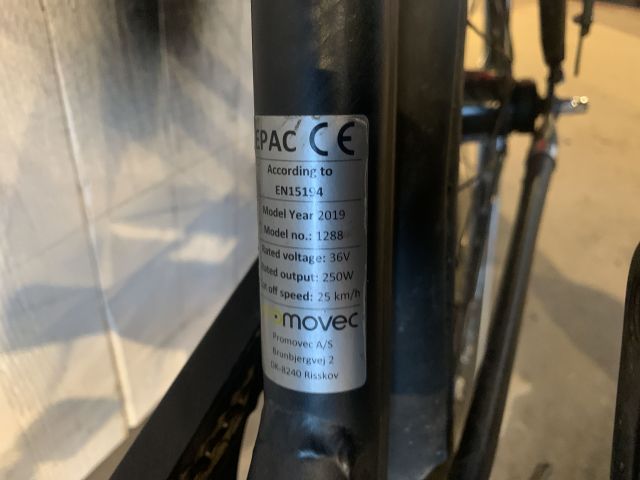 EPAC CE
According to
EN15194
Model Year 2019
Model no.: 1288
Rated voltage: 36V
Rated output: 250W
Cut off speed: 25 km/h
promovec
Promovec A/S
Brunbjergvej 2
DK-8240 Risskov